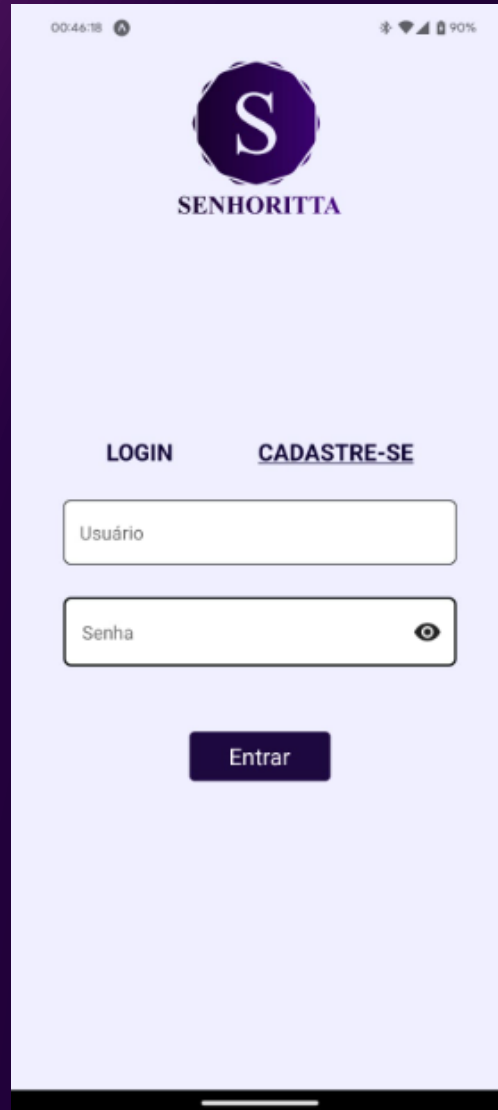 00:46:18 90%
S
SENHORITTA
LOGIN CADASTRE-SE
Usuário
Senha
Entrar